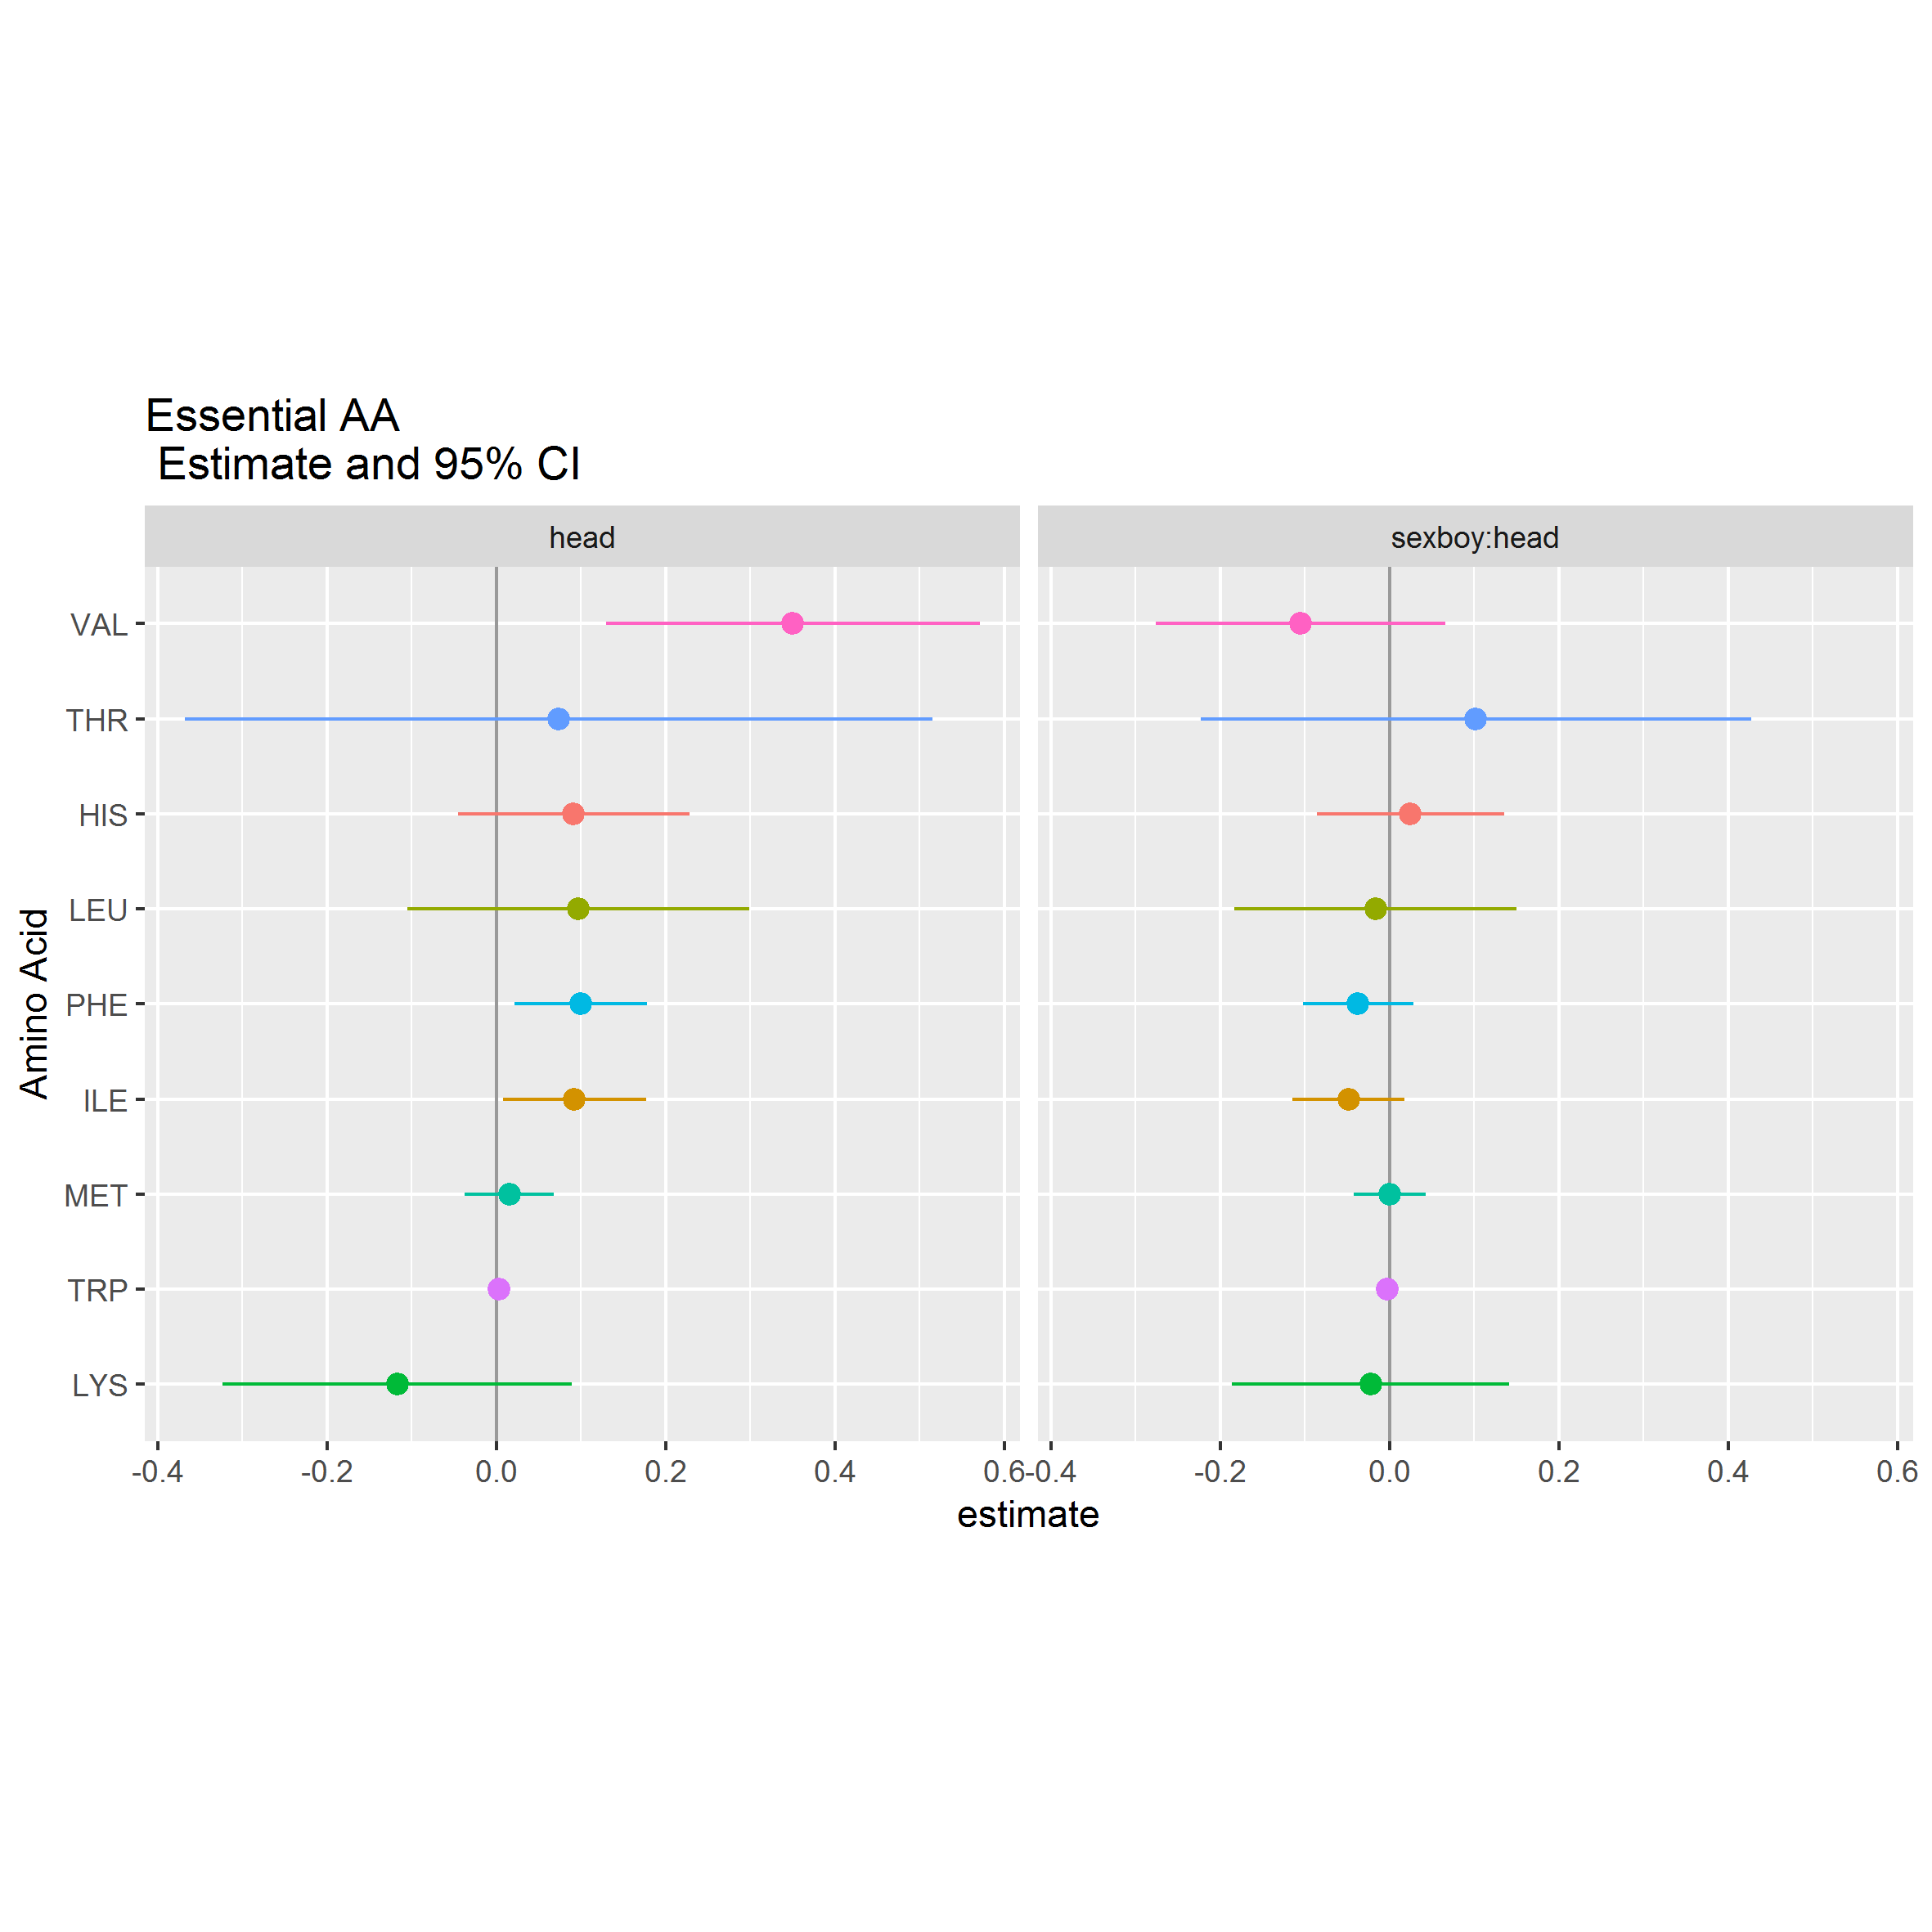 Essential AA
Estimate and 95% CI
head
sexboy:head
Amino Acid
VAL
THR
HIS
LEU
PHE
ILE
MET
TRP
LYS
-0.4 -0.2 0.0 0.2 0.4 0.6
-0.4 -0.2 0.0 0.2 0.4 0.6
estimate